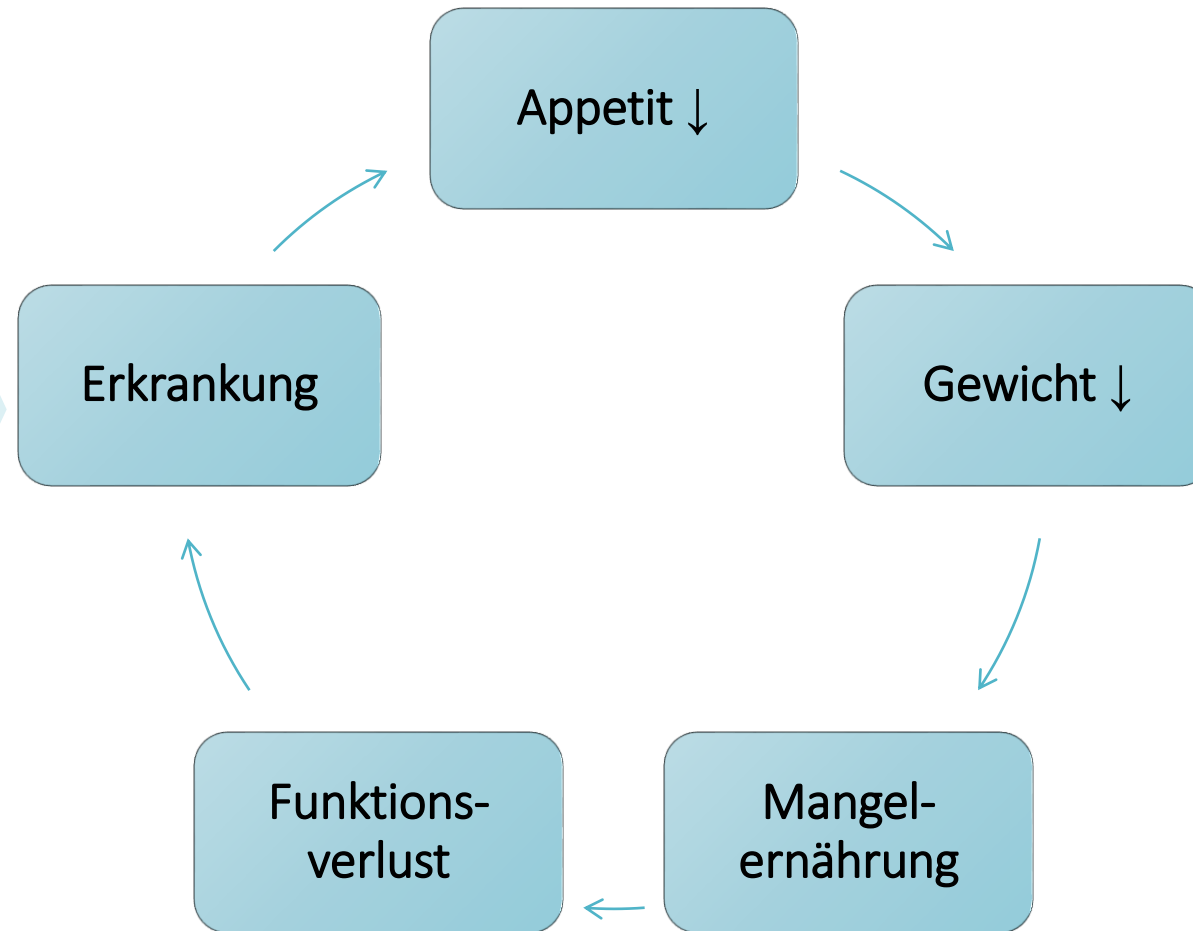 Appetit ↓
Gewicht ↓
Mangel-
ernährung
Funktions-
verlust
Erkrankung